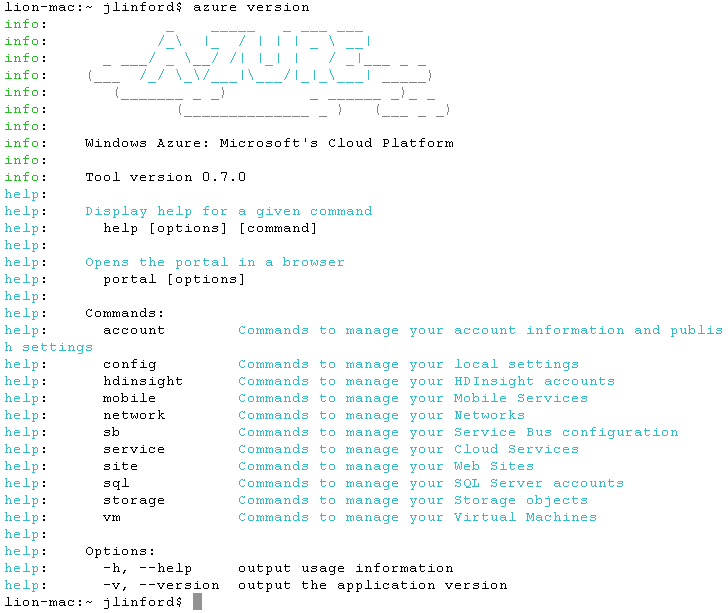 lion-mac:~ jlinford$ azure version
info:             _    _____   _ ___ ___
info:            /_\  |_  / | | | _ \ __|
info:      _ ___/ _ \__/ /| |_| |   / _|___ _ _
info:    (___  /_/ \_\/___|\___/|_|_\___| _____)
info:       (_______ _ _)         _ ______ _)_ _
info:              (______________ _ )   (___ _ _)
info:
info:    Windows Azure: Microsoft's Cloud Platform
info:
info:    Tool version 0.7.0
help:
help:    Display help for a given command
help:      help [options] [command]
help:
help:    Opens the portal in a browser
help:      portal [options]
help:
help:    Commands:
help:      account        Commands to manage your account information and publis
h settings
help:      config         Commands to manage your local settings
help:      hdinsight      Commands to manage your HDInsight accounts
help:      mobile         Commands to manage your Mobile Services
help:      network        Commands to manage your Networks
help:      sb             Commands to manage your Service Bus configuration
help:      service        Commands to manage your Cloud Services
help:      site           Commands to manage your Web Sites
help:      sql            Commands to manage your SQL Server accounts
help:      storage        Commands to manage your Storage objects
help:      vm             Commands to manage your Virtual Machines
help:
help:    Options:
help:      -h, --help     output usage information
help:      -v, --version  output the application version
lion-mac:~ jlinford$